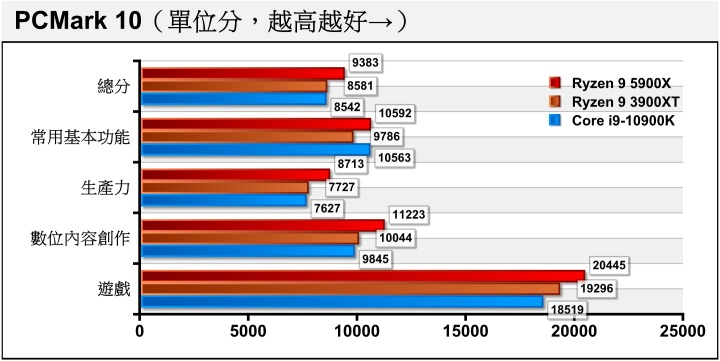 PCMark 10（單位分，越高越好→）
總分
9383
8581
8542
常用基本功能
10592
9786
10563
生產力
8713
7727
7627
數位內容創作
11223
10044
9845
遊戲
20445
19296
18519
Ryzen 9 5900X
Ryzen 9 3900XT
Core i9-10900K
0 5000 10000 15000 20000 25000